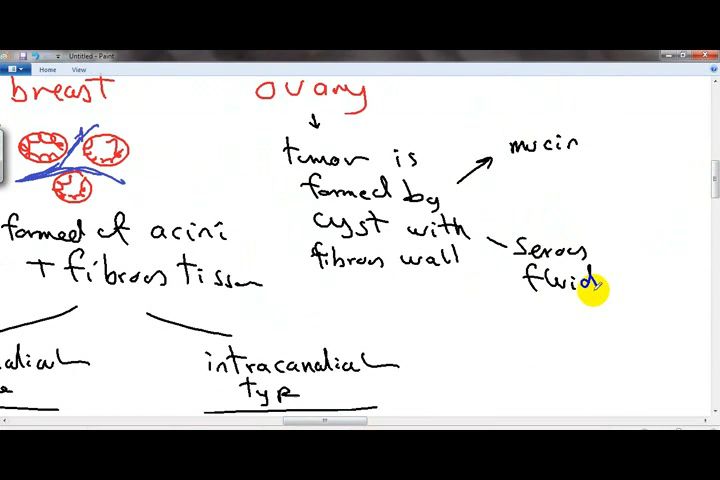 Untitled - Paint
Home View
breast
ovary
tumor is
formed by
cyst with
fibrous wall
mucin
serous
fluid
formed of acini
+ fibrous tissue
intracanalial
type